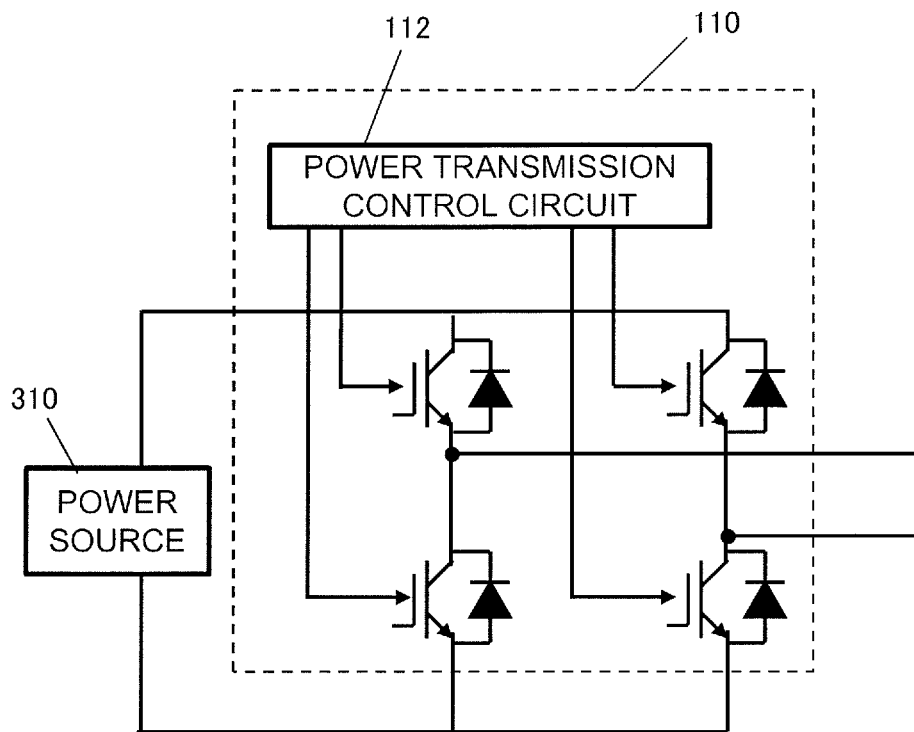 112
110
POWER TRANSMISSION
CONTROL CIRCUIT
310
POWER
SOURCE